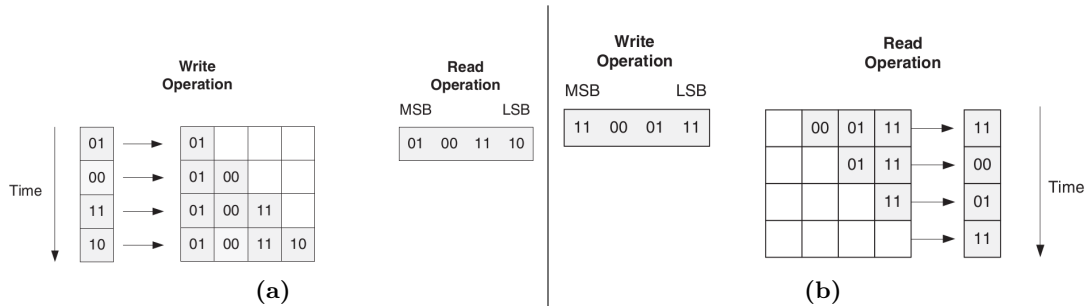 Write
Operation
Time
01
00
11
10
01
01 00
01 00 11
01 00 11 10
Read
Operation
MSB LSB
01 00 11 10
(a)
Write
Operation
MSB LSB
11 00 01 11
Read
Operation
00 01 11
01 11
11
11
00
01
11
Time
(b)